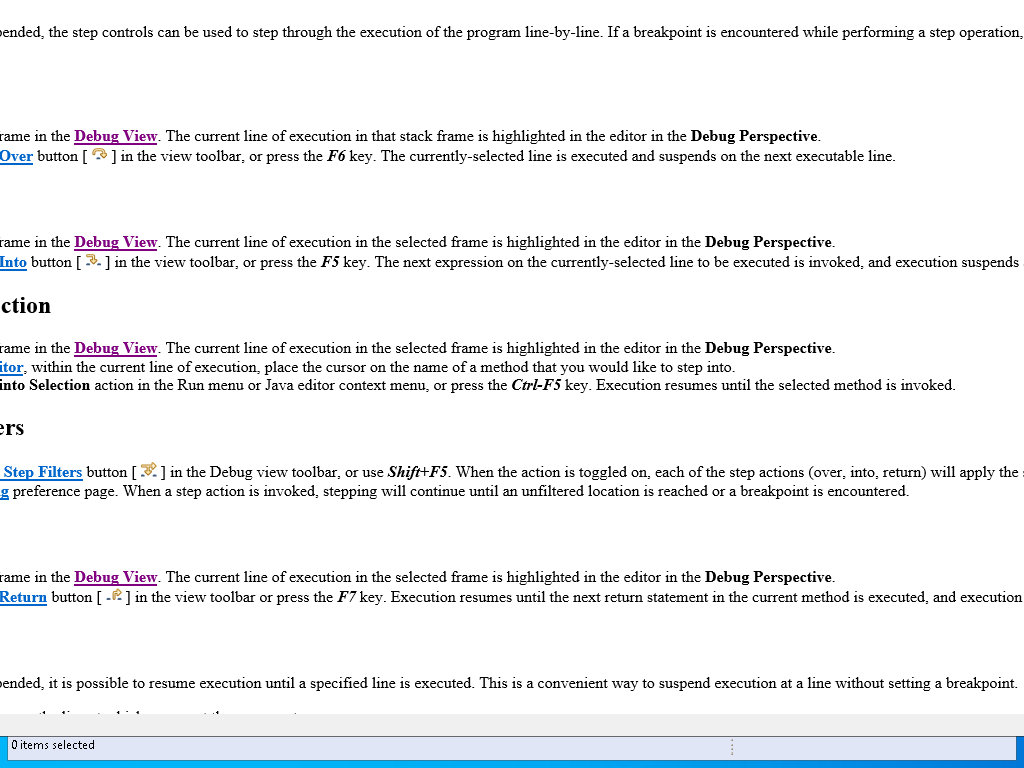 ended, the step controls can be used to step through the execution of the program line-by-line. If a breakpoint is encountered while performing a step operation,
rame in the Debug View. The current line of execution in that stack frame is highlighted in the editor in the Debug Perspective.
Over button [ ] in the view toolbar, or press the F6 key. The currently-selected line is executed and suspends on the next executable line.
rame in the Debug View. The current line of execution in the selected frame is highlighted in the editor in the Debug Perspective.
Into button [ ] in the view toolbar, or press the F5 key. The next expression on the currently-selected line to be executed is invoked, and execution suspends
ction
rame in the Debug View. The current line of execution in the selected frame is highlighted in the editor in the Debug Perspective.
itor, within the current line of execution, place the cursor on the name of a method that you would like to step into.
into Selection action in the Run menu or Java editor context menu, or press the Ctrl-F5 key. Execution resumes until the selected method is invoked.
ers
Step Filters button [ ] in the Debug view toolbar, or use Shift+F5. When the action is toggled on, each of the step actions (over, into, return) will apply the
g preference page. When a step action is invoked, stepping will continue until an unfiltered location is reached or a breakpoint is encountered.
rame in the Debug View. The current line of execution in the selected frame is highlighted in the editor in the Debug Perspective.
Return button [ ] in the view toolbar or press the F7 key. Execution resumes until the next return statement in the current method is executed, and execution
ended, it is possible to resume execution until a specified line is executed. This is a convenient way to suspend execution at a line without setting a breakpoint.
0 items selected